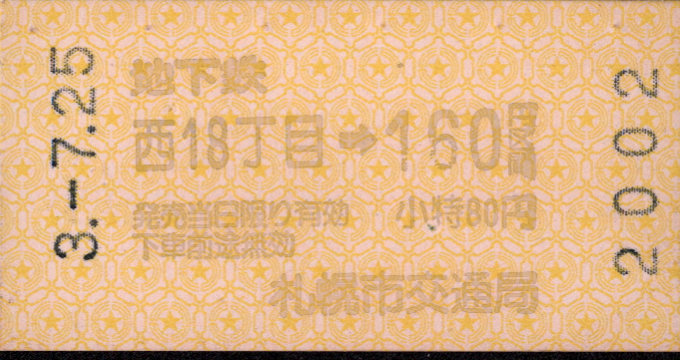 3.-7.25
地下鉄
西18丁目➡160円区間
発売当日限り有効 小特80円
下車前途無効
札幌市交通局
2002